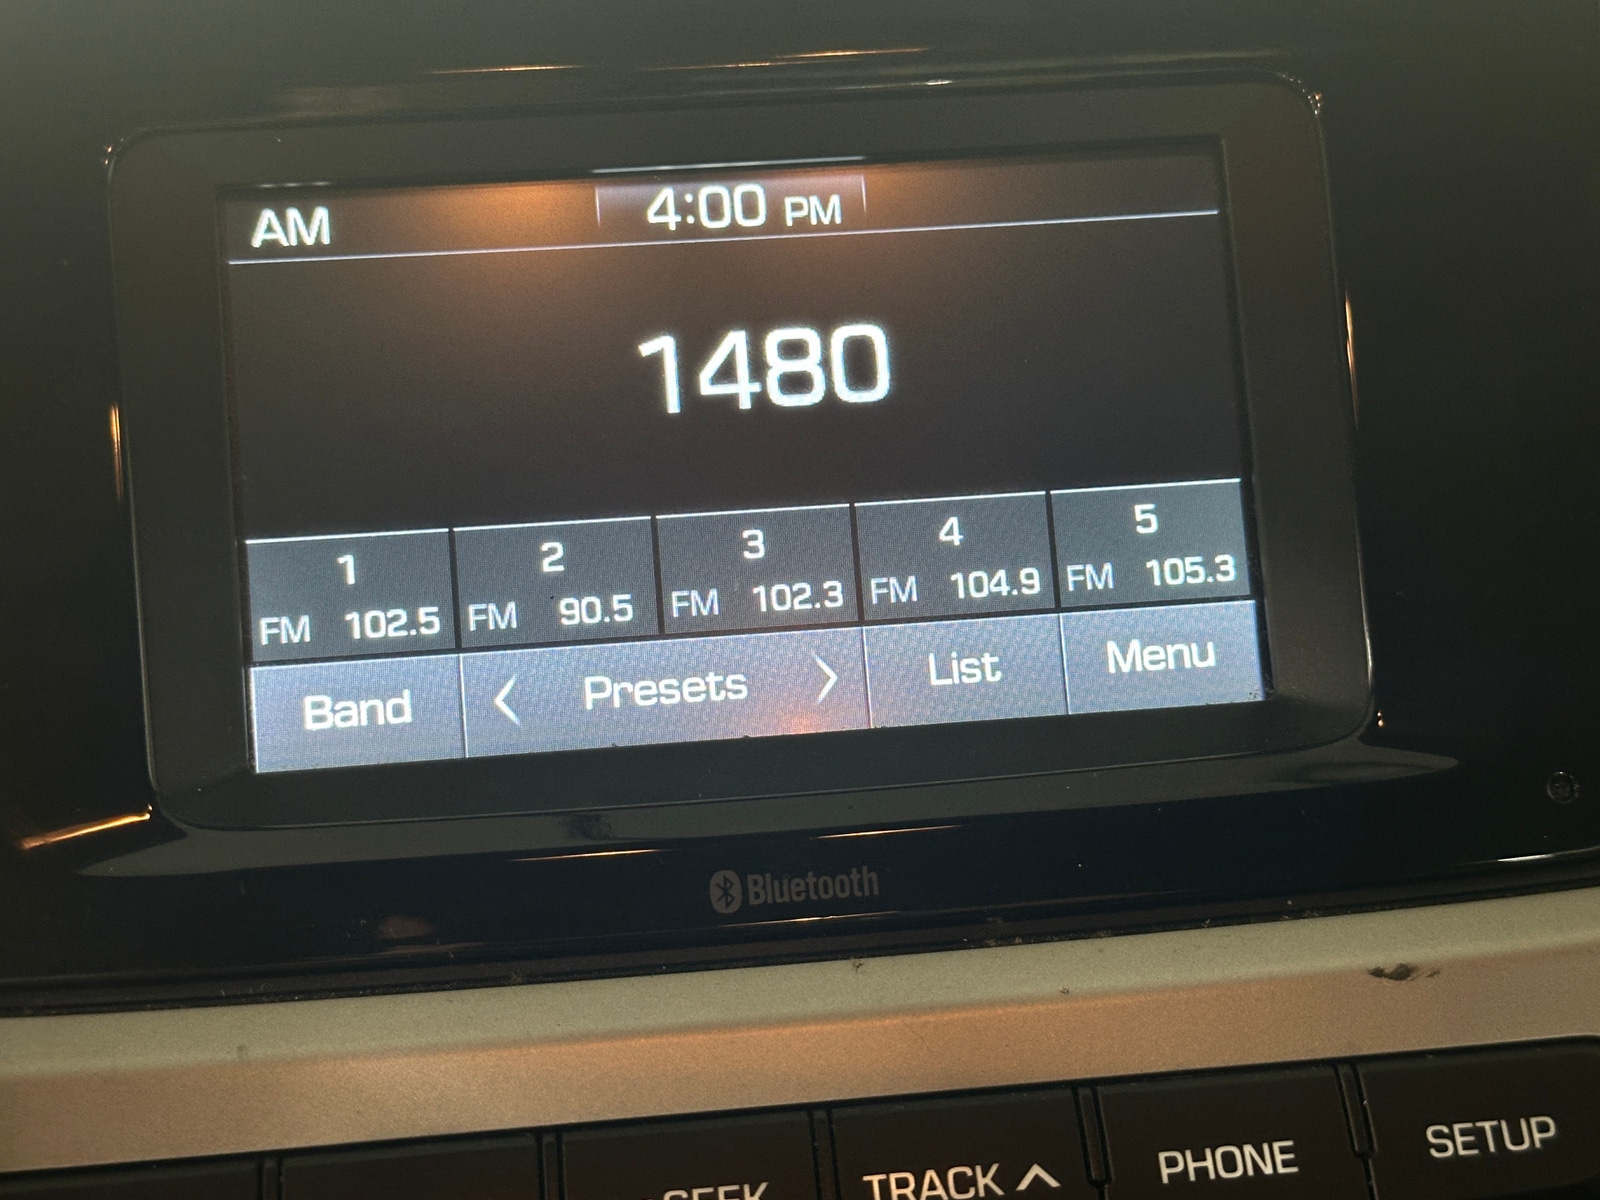 AM 4:00 PM
1480
1 2 3 4 5
FM 102.5 FM 90.5 FM 102.3 FM 104.9 FM 105.3
Band < Presets > List Menu
Bluetooth
SEEK TRACK ^ PHONE SETUP